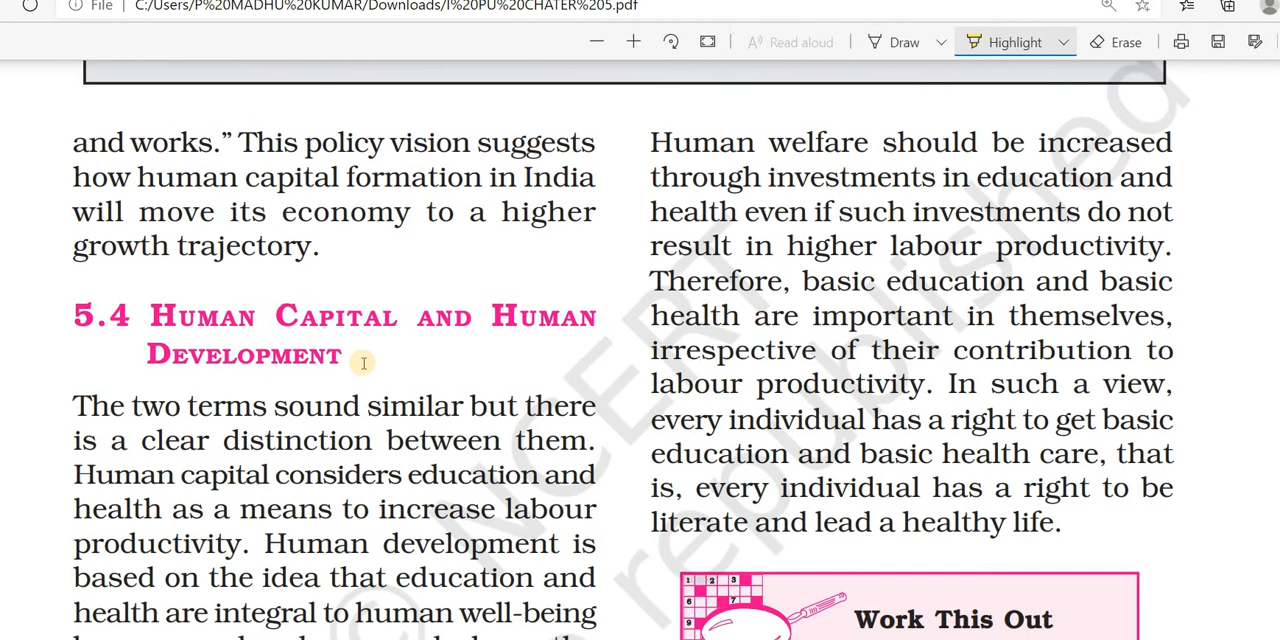 File
C:/Users/P%20MADHU%20KUMAR/Downloads/I%20PU%20CHATER%205.pdf
Read aloud
Draw
Highlight
Erase
and works.” This policy vision suggests
how human capital formation in India
will move its economy to a higher
growth trajectory.
5.4 Human Capital and Human
Development
The two terms sound similar but there
is a clear distinction between them.
Human capital considers education and
health as a means to increase labour
productivity. Human development is
based on the idea that education and
health are integral to human well-being
Human welfare should be increased
through investments in education and
health even if such investments do not
result in higher labour productivity.
Therefore, basic education and basic
health are important in themselves,
irrespective of their contribution to
labour productivity. In such a view,
every individual has a right to get basic
education and basic health care, that
is, every individual has a right to be
literate and lead a healthy life.
1 2 3
6 7
9
Work This Out
© NCERT
republished